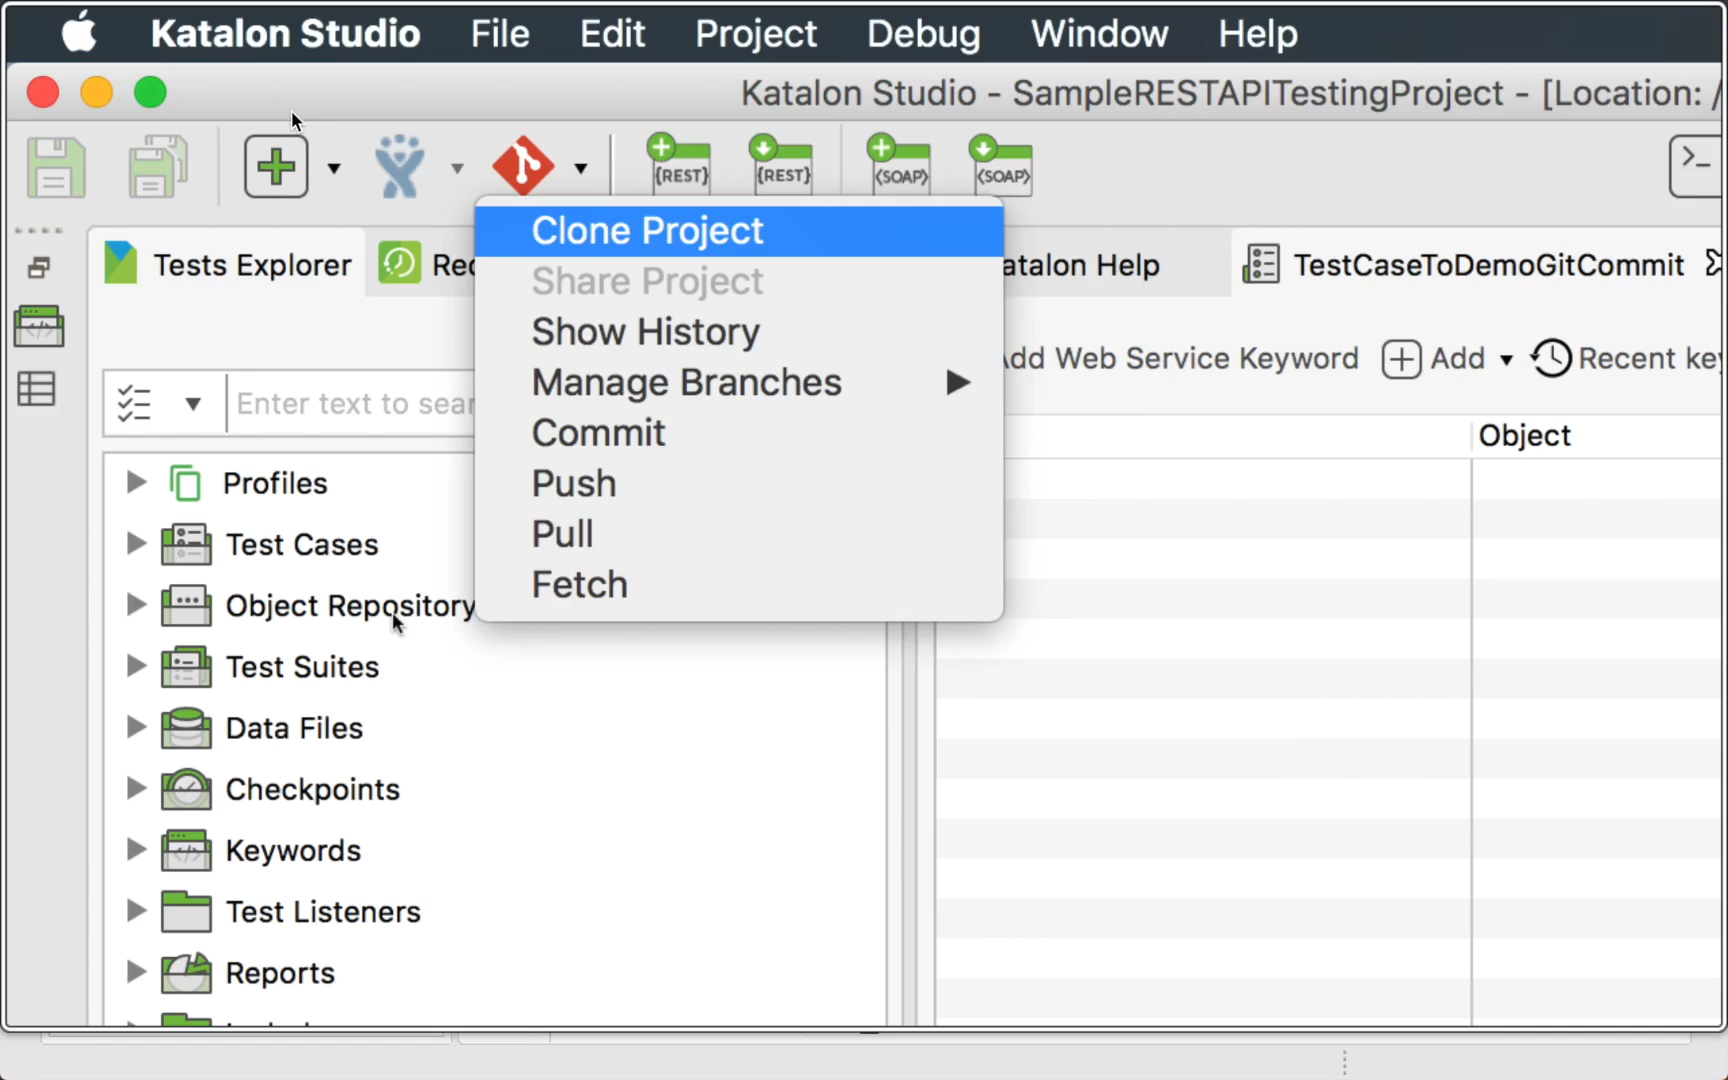 Katalon Studio File Edit Project Debug Window Help
Katalon Studio - SampleRESTAPITestingProject - [Location: /
{REST} {REST} <SOAP> <SOAP>
Tests Explorer Rec atalon Help TestCaseToDemoGitCommit
Clone Project
Share Project
Show History
Manage Branches
Commit
Push
Pull
Fetch
dd Web Service Keyword Add Recent key
Enter text to sear
Object
Profiles
Test Cases
Object Repository
Test Suites
Data Files
Checkpoints
Keywords
Test Listeners
Reports